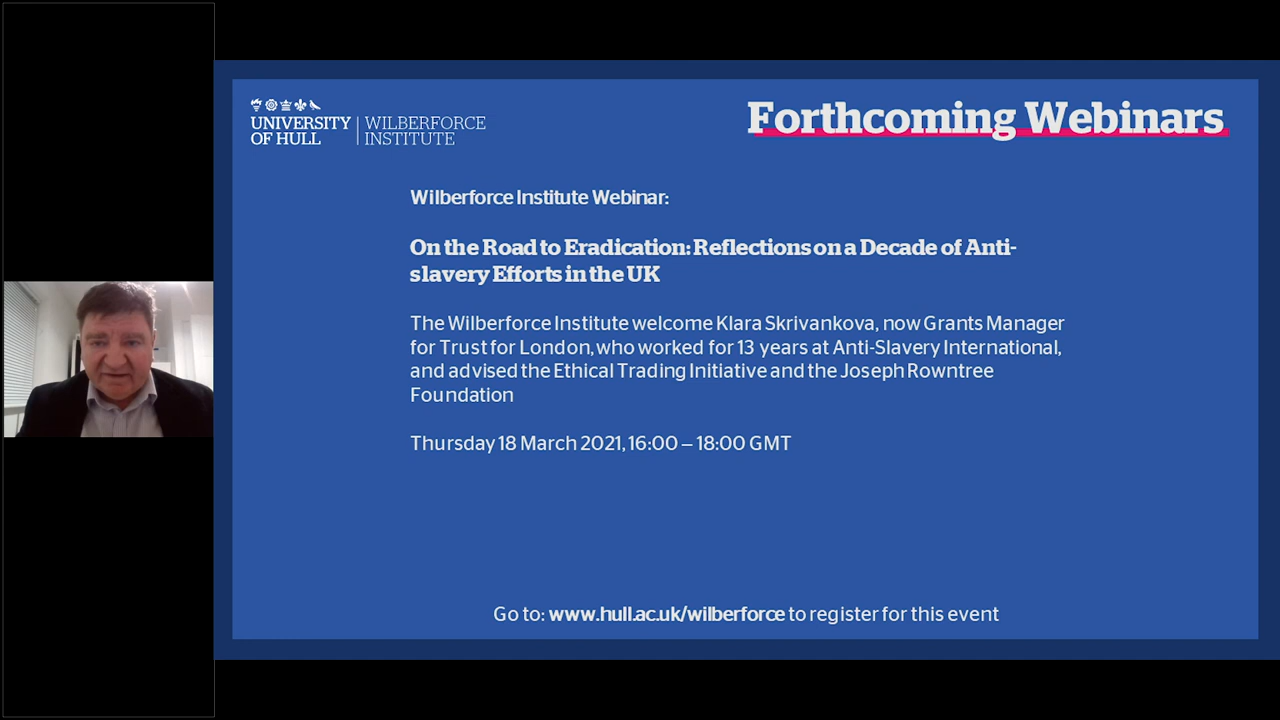 UNIVERSITY
OF HULL
WILBERFORCE
INSTITUTE
Forthcoming Webinars
Wilberforce Institute Webinar:
On the Road to Eradication: Reflections on a Decade of Anti-
slavery Efforts in the UK
The Wilberforce Institute welcome Klara Skrivankova, now Grants Manager
for Trust for London, who worked for 13 years at Anti-Slavery International,
and advised the Ethical Trading Initiative and the Joseph Rowntree
Foundation
Thursday 18 March 2021, 16:00 – 18:00 GMT
Go to: www.hull.ac.uk/wilberforce to register for this event